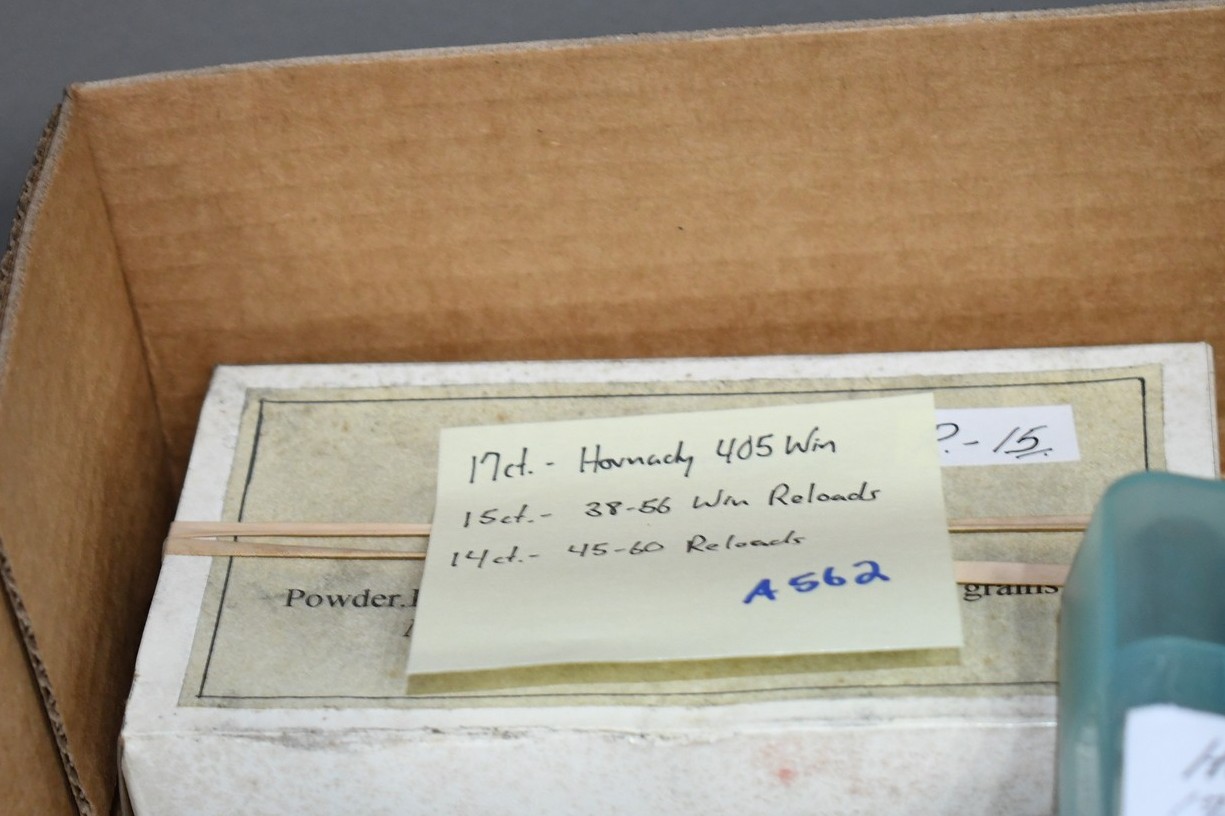 ?-15.
17ct. - Hornady 405 Win
15ct. - 38-56 Win Reloads
14ct. - 45-60 Reloads
A562
Powder. grains